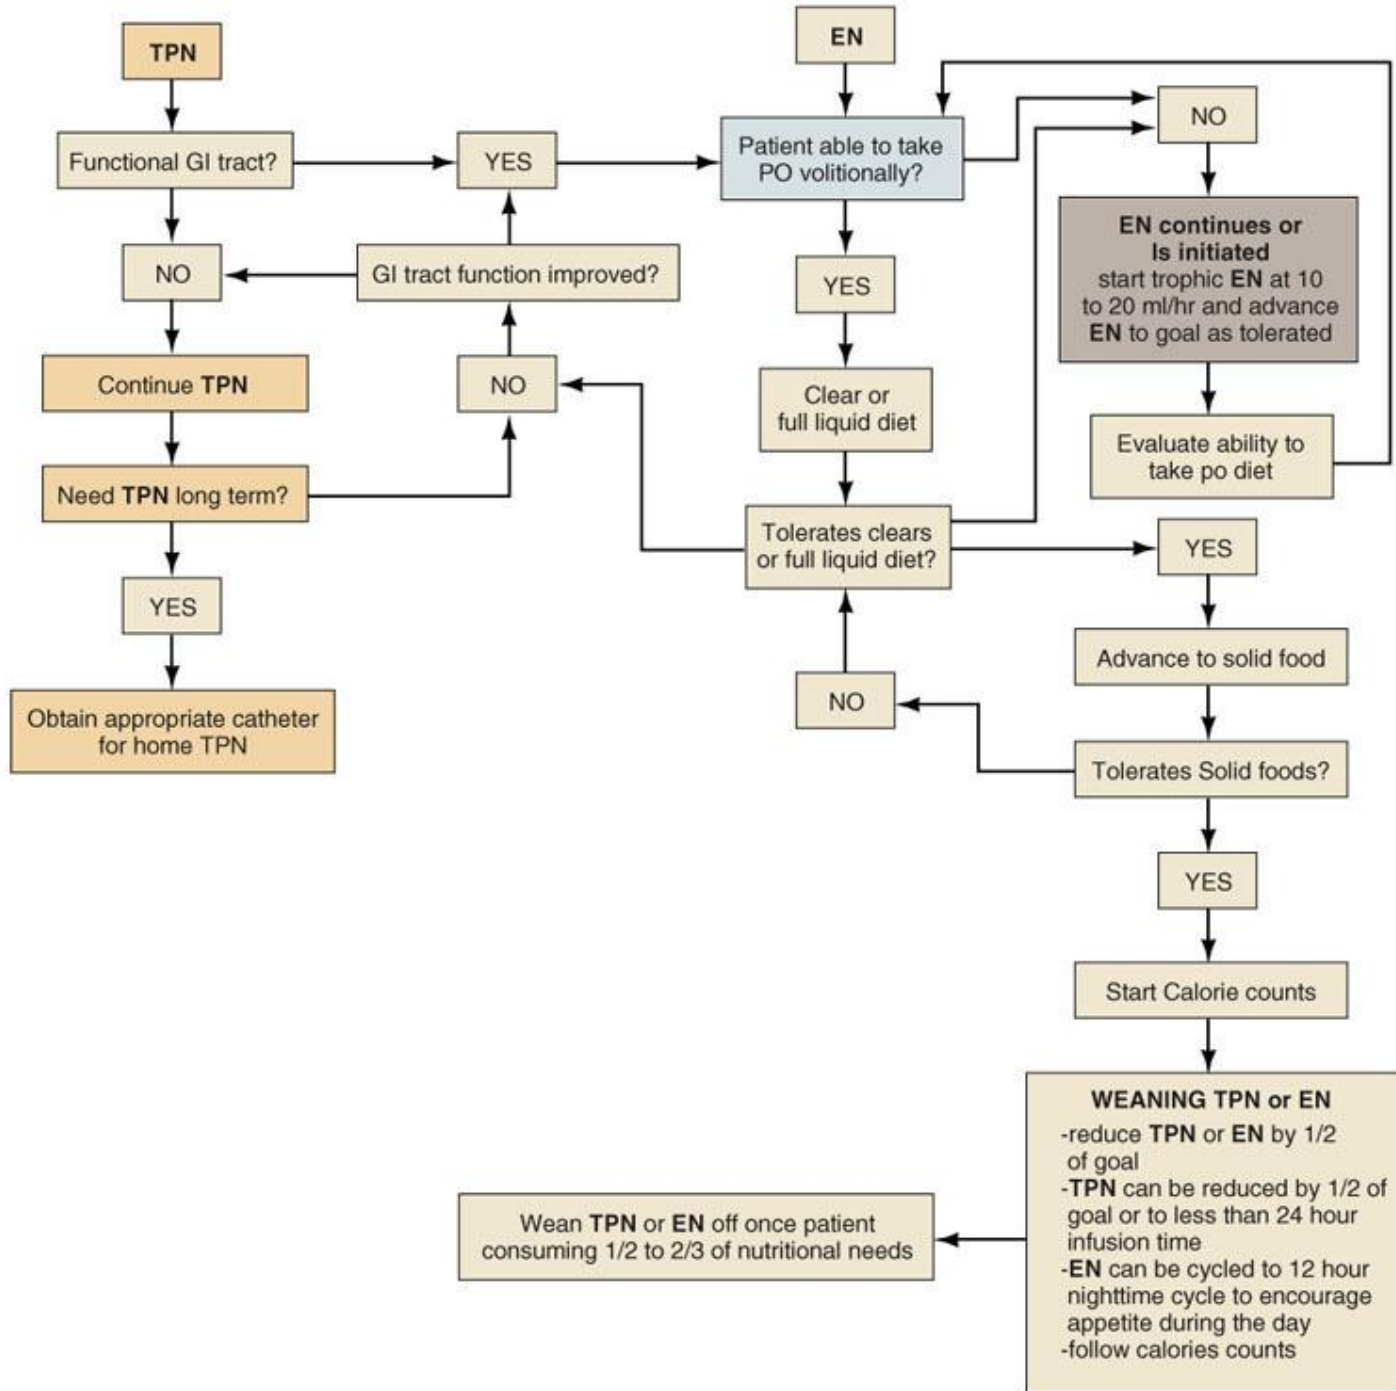 TPN
Functional GI tract?
NO
Continue TPN
Need TPN long term?
YES
Obtain appropriate catheter
for home TPN
YES
GI tract function improved?
NO
EN
Patient able to take
PO volitionally?
YES
Clear or
full liquid diet
Tolerates clears
or full liquid diet?
NO
NO
EN continues or
Is initiated
start trophic EN at 10
to 20 ml/hr and advance
EN to goal as tolerated
Evaluate ability to
take po diet
YES
Advance to solid food
Tolerates Solid foods?
YES
Start Calorie counts
WEANING TPN or EN
-reduce TPN or EN by 1/2
of goal
-TPN can be reduced by 1/2 of
goal or to less than 24 hour
infusion time
-EN can be cycled to 12 hour
nighttime cycle to encourage
appetite during the day
-follow calories counts
Wean TPN or EN off once patient
consuming 1/2 to 2/3 of nutritional needs